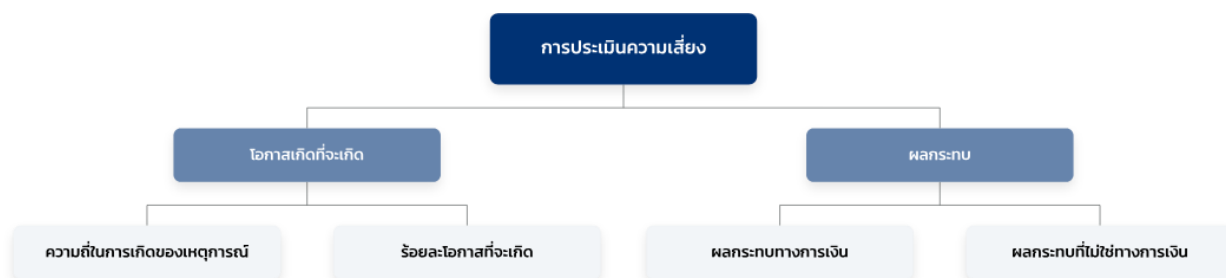 การประเมินความเสี่ยง
โอกาสเกิดที่จะเกิด
ผลกระทบ
ความถี่ในการเกิดของเหตุการณ์
ร้อยละโอกาสที่จะเกิด
ผลกระทบทางการเงิน
ผลกระทบที่ไม่ใช่ทางการเงิน